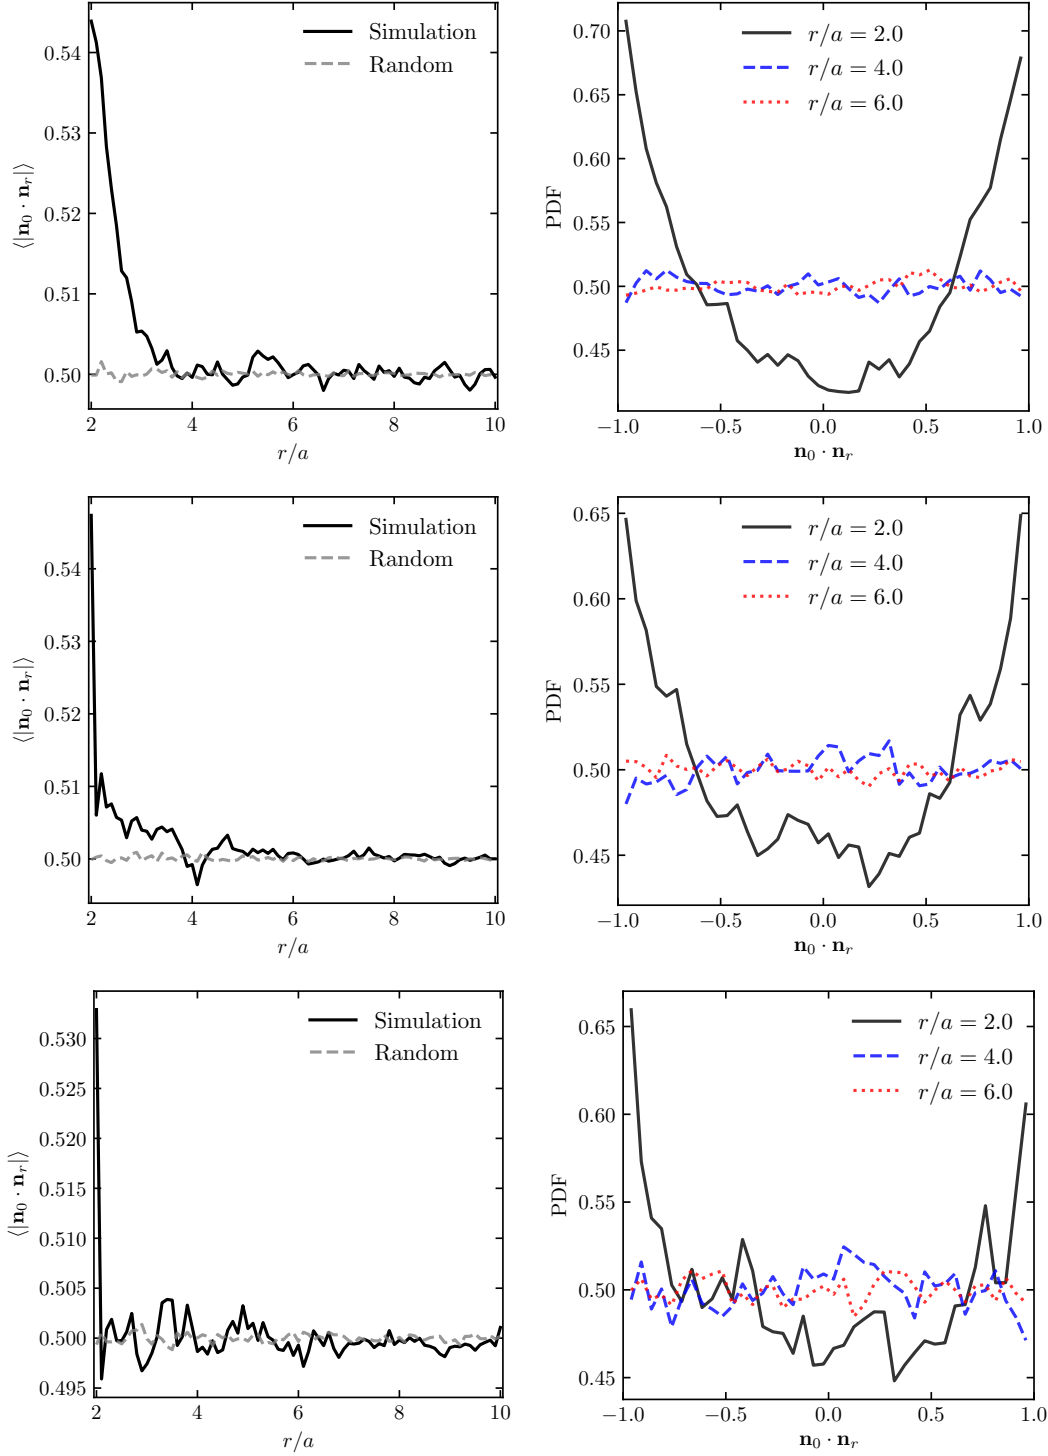 0.54
0.53
0.52
0.51
0.50
2 4 6 8 10
r/a
⟨|n₀ · nᵣ|⟩
Simulation
Random
0.70
0.65
0.60
0.55
0.50
0.45
−1.0 −0.5 0.0 0.5 1.0
n₀ · nᵣ
PDF
r/a = 2.0
r/a = 4.0
r/a = 6.0
0.54
0.53
0.52
0.51
0.50
2 4 6 8 10
r/a
⟨|n₀ · nᵣ|⟩
Simulation
Random
0.65
0.60
0.55
0.50
0.45
−1.0 −0.5 0.0 0.5 1.0
n₀ · nᵣ
PDF
r/a = 2.0
r/a = 4.0
r/a = 6.0
0.530
0.525
0.520
0.515
0.510
0.505
0.500
0.495
2 4 6 8 10
r/a
⟨|n₀ · nᵣ|⟩
Simulation
Random
0.65
0.60
0.55
0.50
0.45
−1.0 −0.5 0.0 0.5 1.0
n₀ · nᵣ
PDF
r/a = 2.0
r/a = 4.0
r/a = 6.0